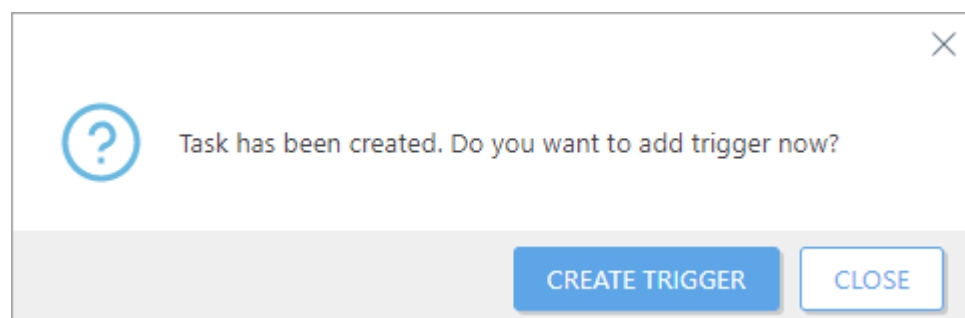 Task has been created. Do you want to add trigger now?
CREATE TRIGGER
CLOSE